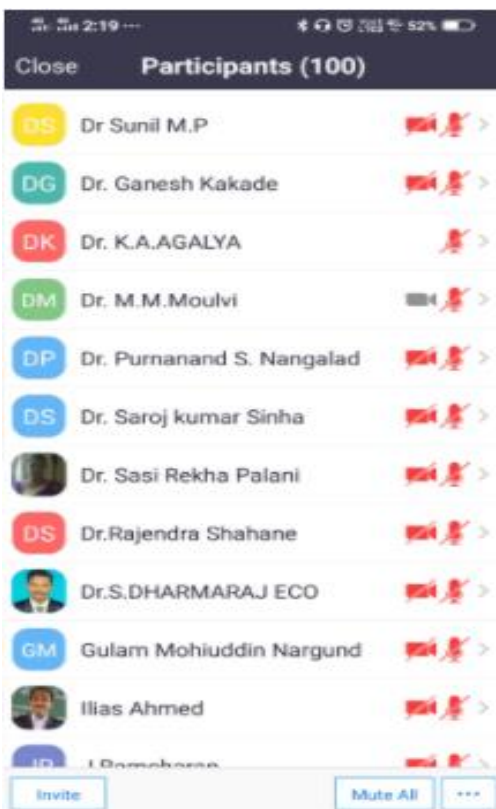 2:19 ... 52%
Close Participants (100)
DS Dr Sunil M.P
DG Dr. Ganesh Kakade
DK Dr. K.A.AGALYA
DM Dr. M.M.Moulvi
DP Dr. Purnanand S. Nangalad
DS Dr. Saroj kumar Sinha
Dr. Sasi Rekha Palani
DS Dr.Rajendra Shahane
Dr.S.DHARMARAJ ECO
GM Gulam Mohiuddin Nargund
Ilias Ahmed
Invite Mute All ...